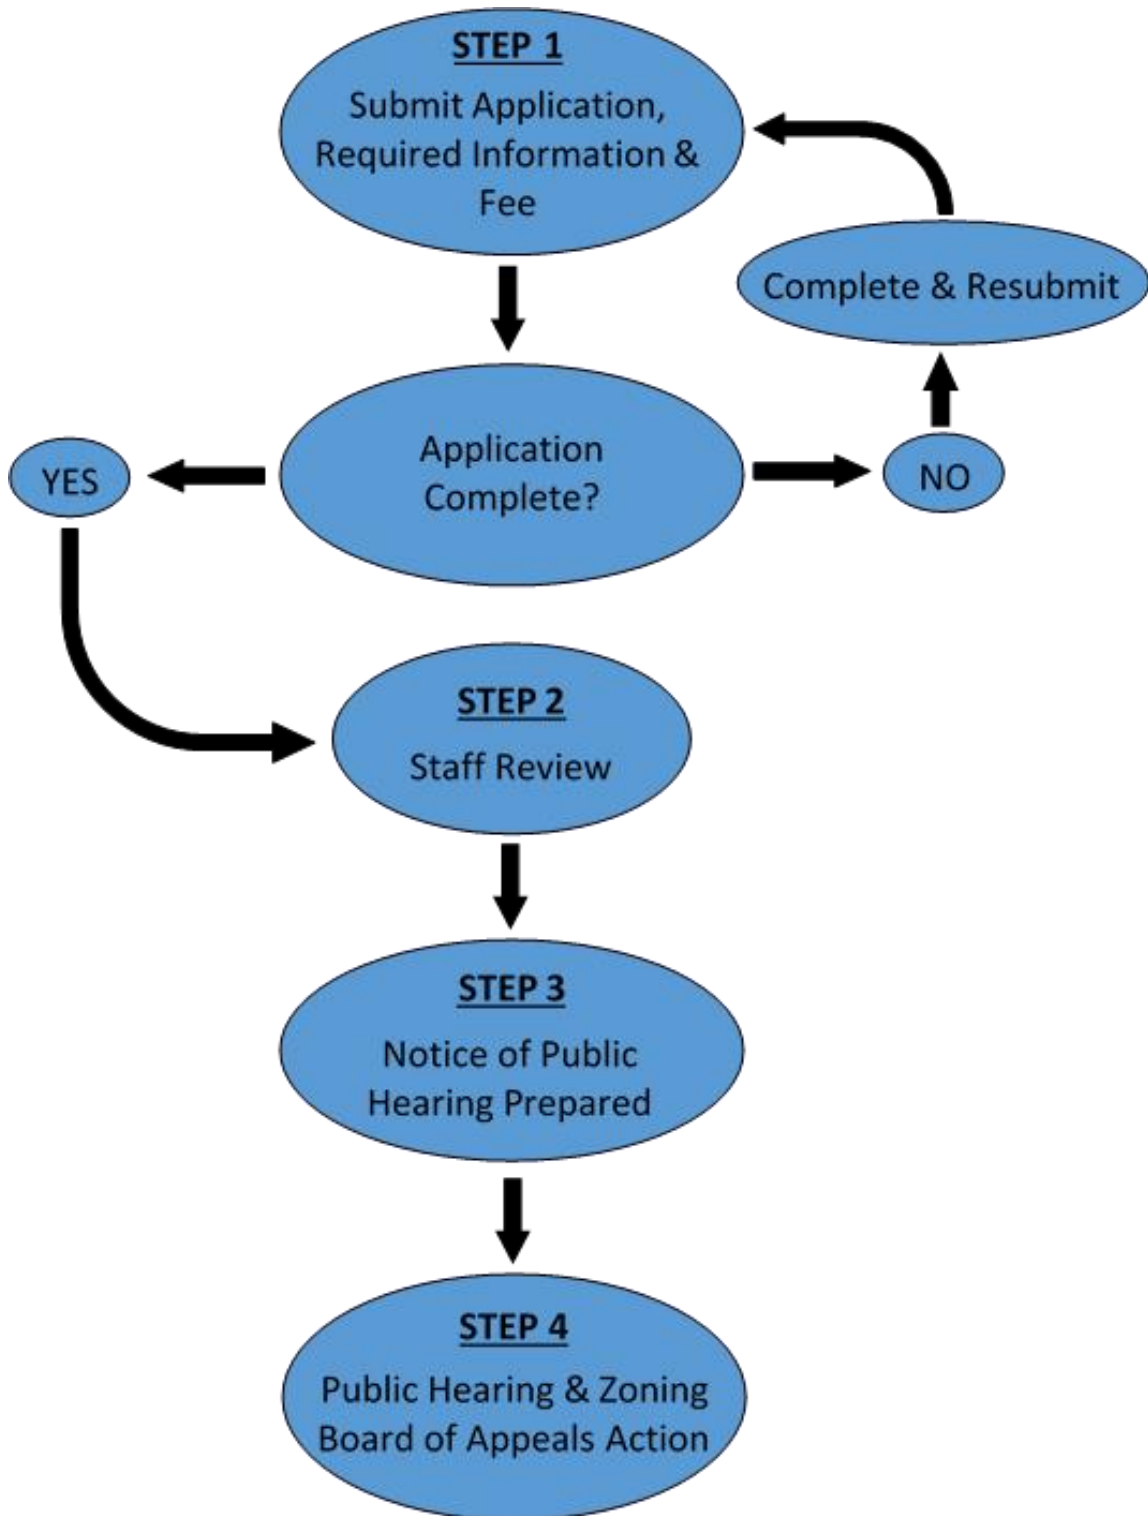 STEP 1
Submit Application,
Required Information &
Fee
Complete & Resubmit
Application
Complete?
YES
NO
STEP 2
Staff Review
STEP 3
Notice of Public
Hearing Prepared
STEP 4
Public Hearing & Zoning
Board of Appeals Action